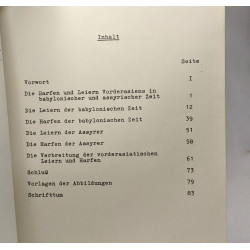 Inhalt
Seite
Vorwort I
Die Harfen und Leiern Vorderasiens in
babylonischer und assyrischer Zeit 1
Die Leiern der babylonischen Zeit 12
Die Harfen der babylonischen Zeit 39
Die Leiern der Assyrer 51
Die Harfen der Assyrer 58
Die Verbreitung der vorderasiatischen
Leiern und Harfen 61
Schluß 73
Vorlagen der Abbildungen 79
Schrifttum 83